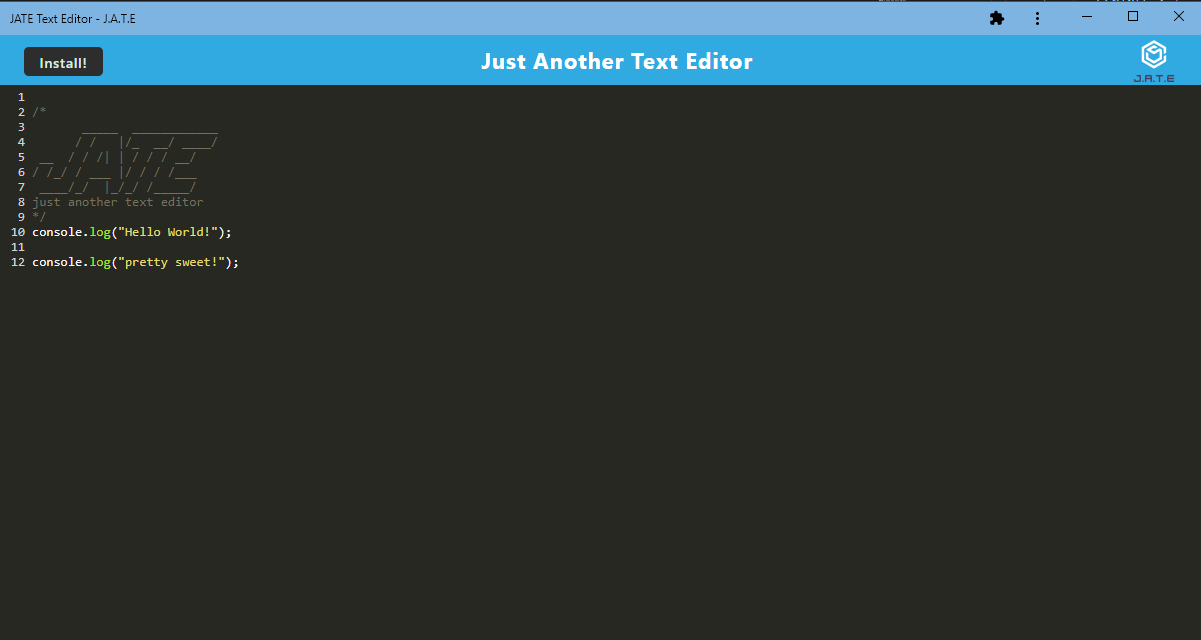 JATE Text Editor - J.A.T.E
Install!
Just Another Text Editor
J.A.T.E
1
2 /*
3        _____  ____________
4       / /   |/_  __/ ____/
5  __  / / /| | / / / __/
6 / /_/ / ___ |/ / / /___
7  ____/_/  |_/_/ /_____/
8 just another text editor
9 */
10 console.log("Hello World!");
11
12 console.log("pretty sweet!");